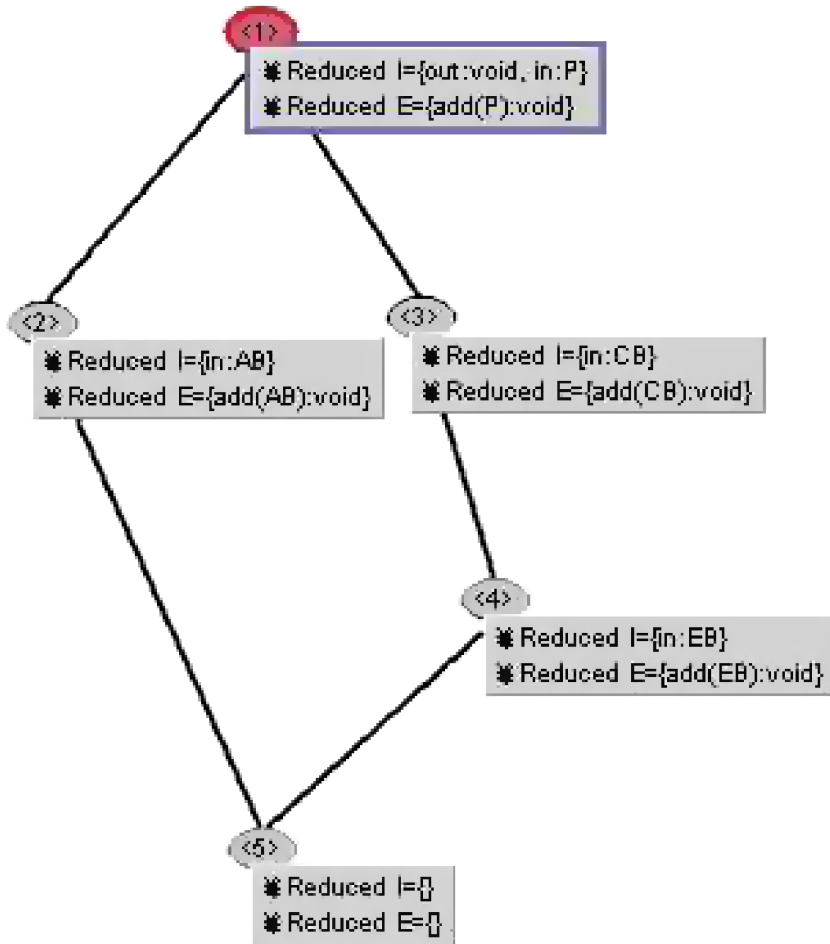 <1>
Reduced I={out:void, in:P}
Reduced E={add(P):void}
<2>
<3>
Reduced I={in:AB}
Reduced E={add(AB):void}
Reduced I={in:CB}
Reduced E={add(CB):void}
<4>
Reduced I={in:EB}
Reduced E={add(EB):void}
<5>
Reduced I={}
Reduced E={}